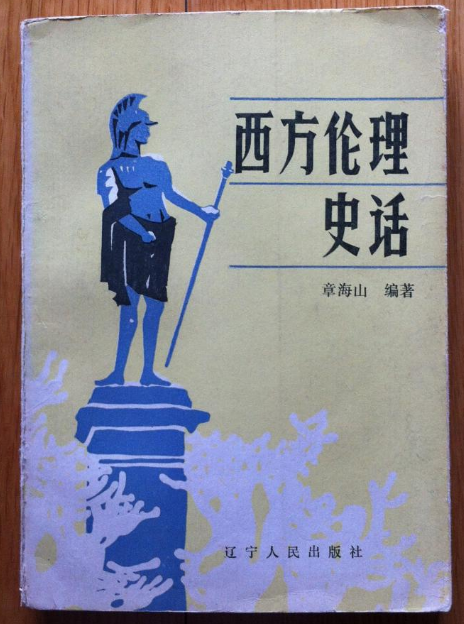 西方伦理
史话
章海山 编著
辽宁人民出版社